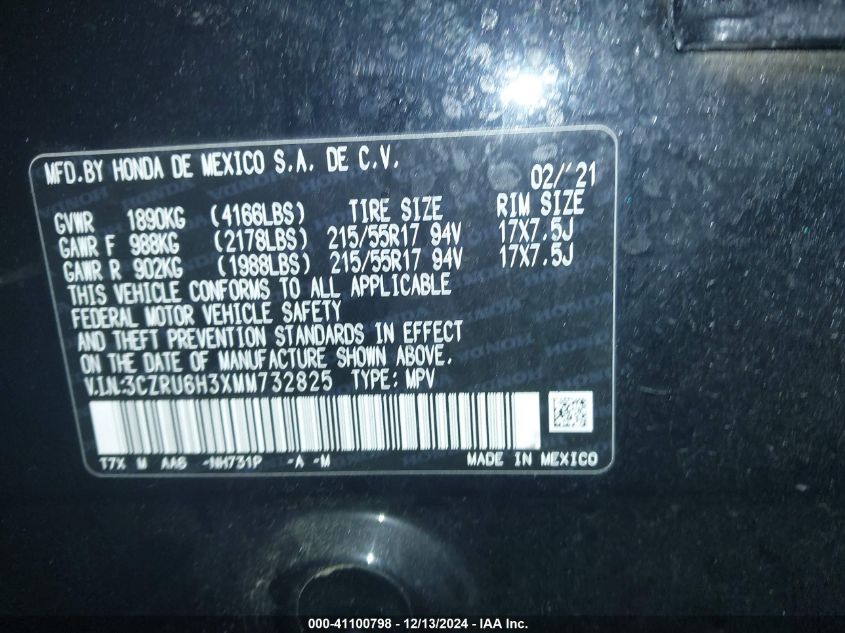 MFD.BY HONDA DE MEXICO S.A. DE C.V.
02/'21
GVWR 1890KG (4166LBS) TIRE SIZE RIM SIZE
GAWR F 988KG (2178LBS) 215/55R17 94V 17X7.5J
GAWR R 902KG (1988LBS) 215/55R17 94V 17X7.5J
THIS VEHICLE CONFORMS TO ALL APPLICABLE
FEDERAL MOTOR VEHICLE SAFETY
AND THEFT PREVENTION STANDARDS IN EFFECT
ON THE DATE OF MANUFACTURE SHOWN ABOVE.
V.I.N:3CZRU6H3XMM732825 TYPE: MPV
T7X M AA6 -NH731P -A -M MADE IN MEXICO
000-41100798 - 12/13/2024 - IAA Inc.